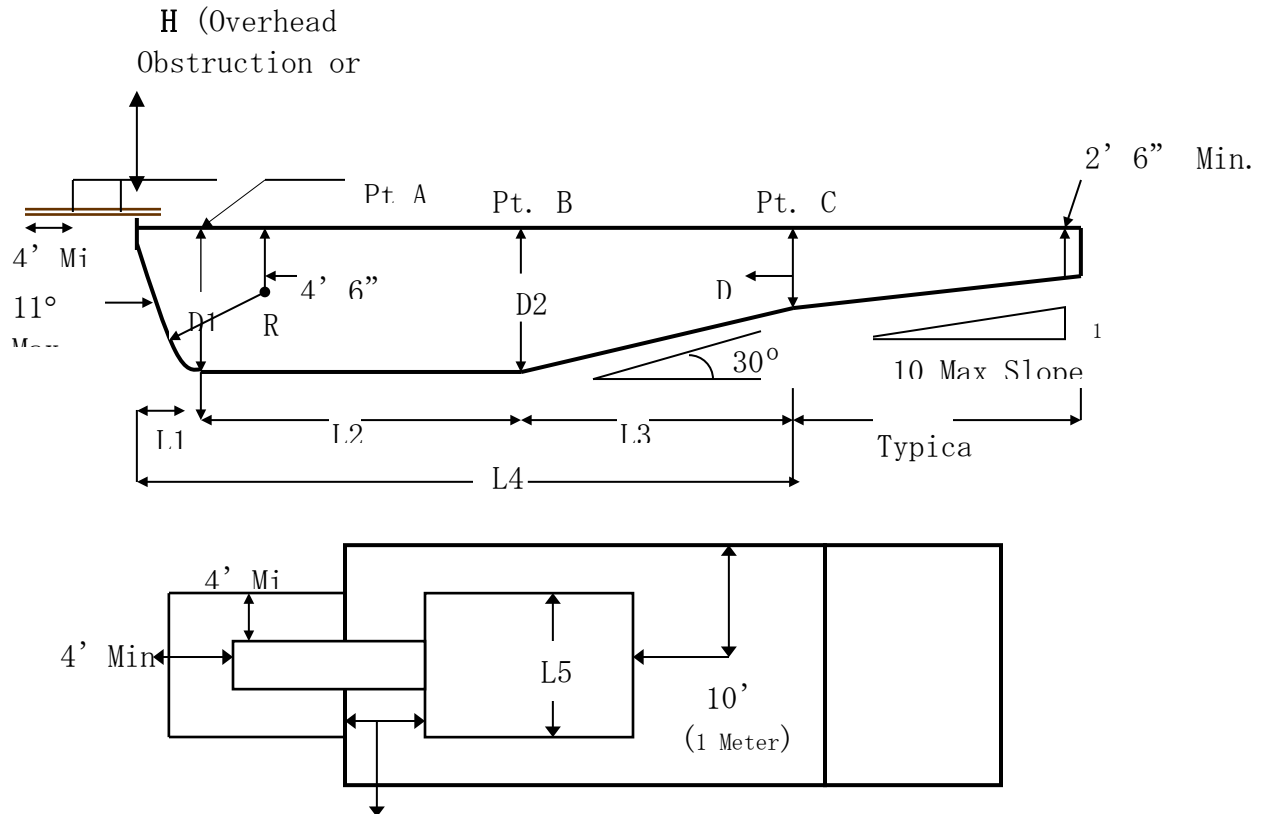 H (Overhead
Obstruction or
2’ 6” Min.
Pt. A
Pt. B
Pt. C
4’ Mi
11°
4’ 6”
R
D1
D2
D
30°
1
10 Max Slope
L1
L2
L3
Typica
L4
4’ Mi
4’ Min
L5
10’
(1 Meter)